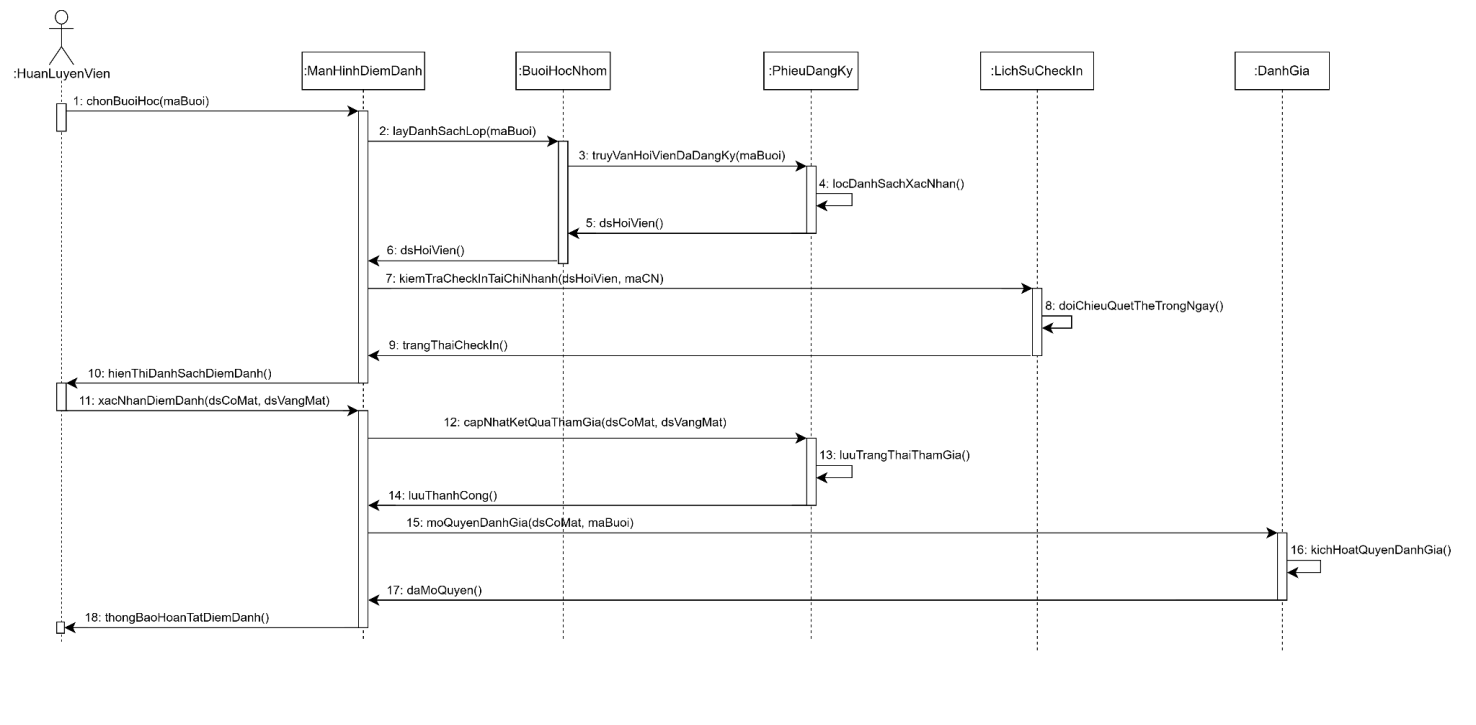 :HuanLuyenVien
:ManHinhDiemDanh
:BuoiHocNhom
:PhieuDangKy
:LichSuCheckIn
:DanhGia
1: chonBuoiHoc(maBuoi)
2: layDanhSachLop(maBuoi)
3: truyVanHoiVienDaDangKy(maBuoi)
4: locDanhSachXacNhan()
5: dsHoiVien()
6: dsHoiVien()
7: kiemTraCheckInTaiChiNhanh(dsHoiVien, maCN)
8: doiChieuQuetTheTrongNgay()
9: trangThaiCheckIn()
10: hienThiDanhSachDiemDanh()
11: xacNhanDiemDanh(dsCoMat, dsVangMat)
12: capNhatKetQuaThamGia(dsCoMat, dsVangMat)
13: luuTrangThaiThamGia()
14: luuThanhCong()
15: moQuyenDanhGia(dsCoMat, maBuoi)
16: kichHoatQuyenDanhGia()
17: daMoQuyen()
18: thongBaoHoanTatDiemDanh()